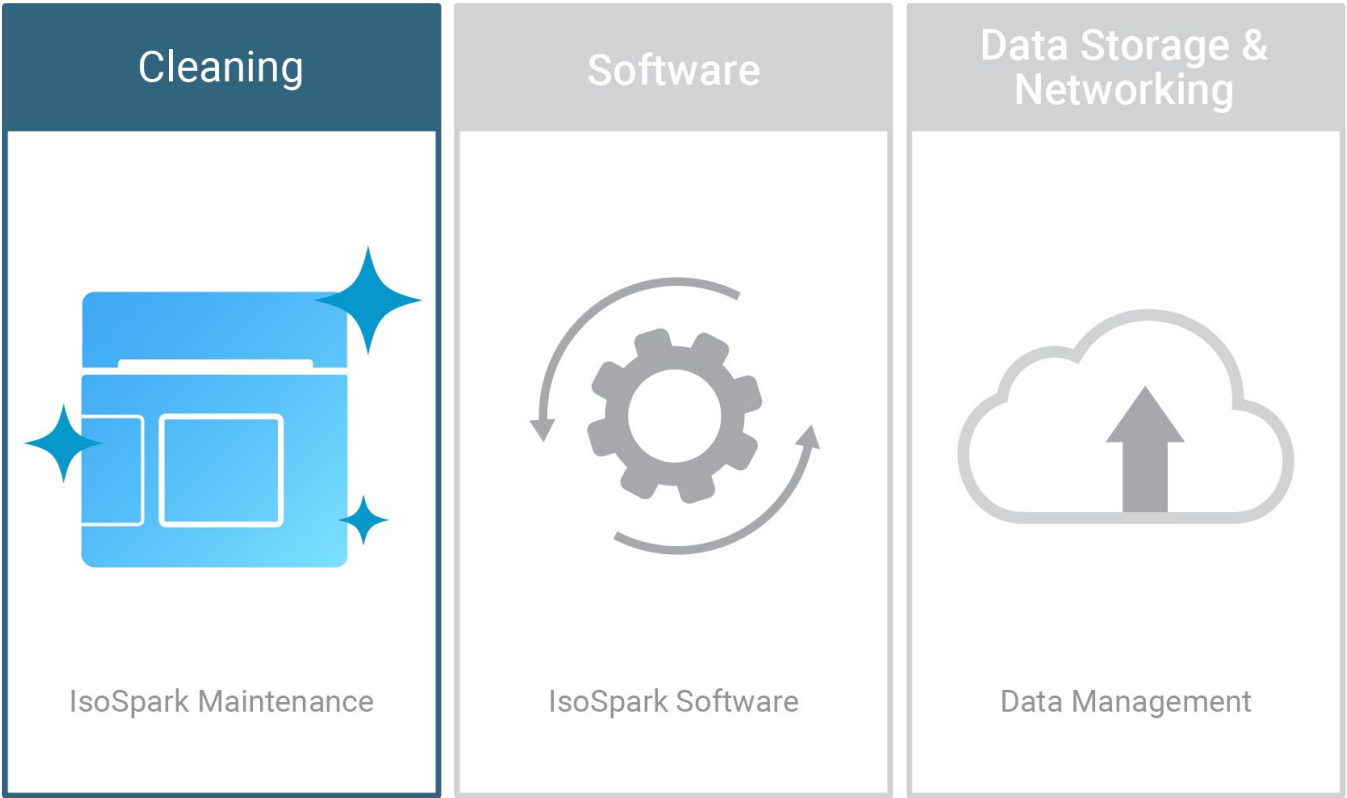 Cleaning
Software
Data Storage &
Networking
IsoSpark Maintenance
IsoSpark Software
Data Management